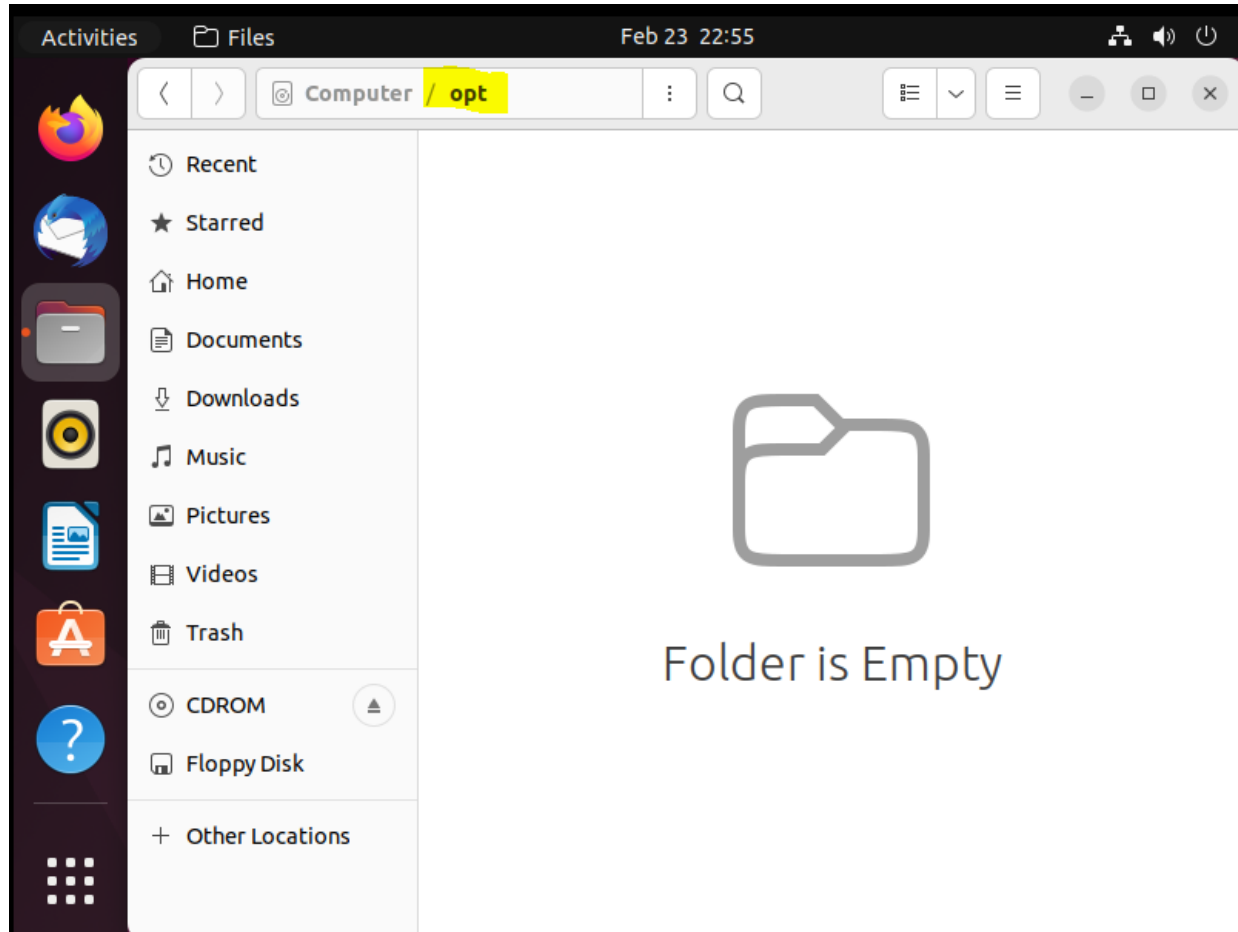 Activities Files Feb 23 22:55
Computer / opt
Recent
Starred
Home
Documents
Downloads
Music
Pictures
Videos
Trash
CDROM
Floppy Disk
Other Locations
Folder is Empty